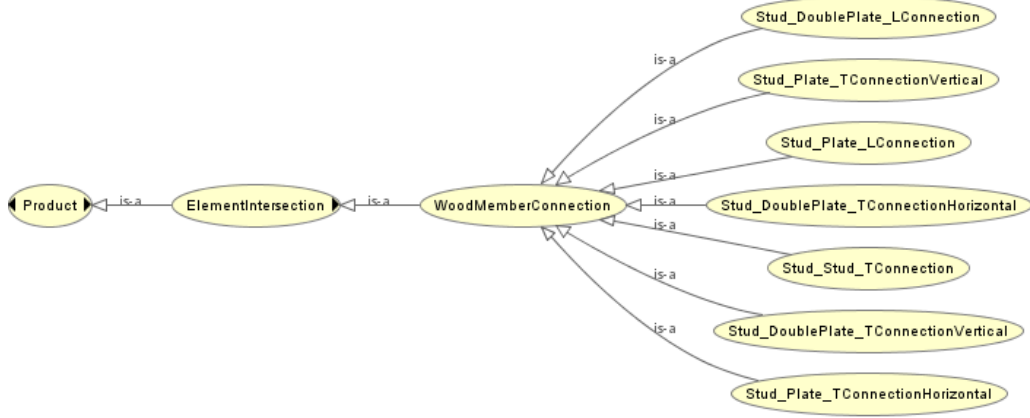 Stud_DoublePlate_LConnection
is-a
Stud_Plate_TConnectionVertical
is-a
Stud_Plate_LConnection
is-a
Product
is-a
ElementIntersection
is-a
WoodMemberConnection
is-a
Stud_DoublePlate_TConnectionHorizontal
is-a
Stud_Stud_TConnection
is-a
Stud_DoublePlate_TConnectionVertical
is-a
Stud_Plate_TConnectionHorizontal